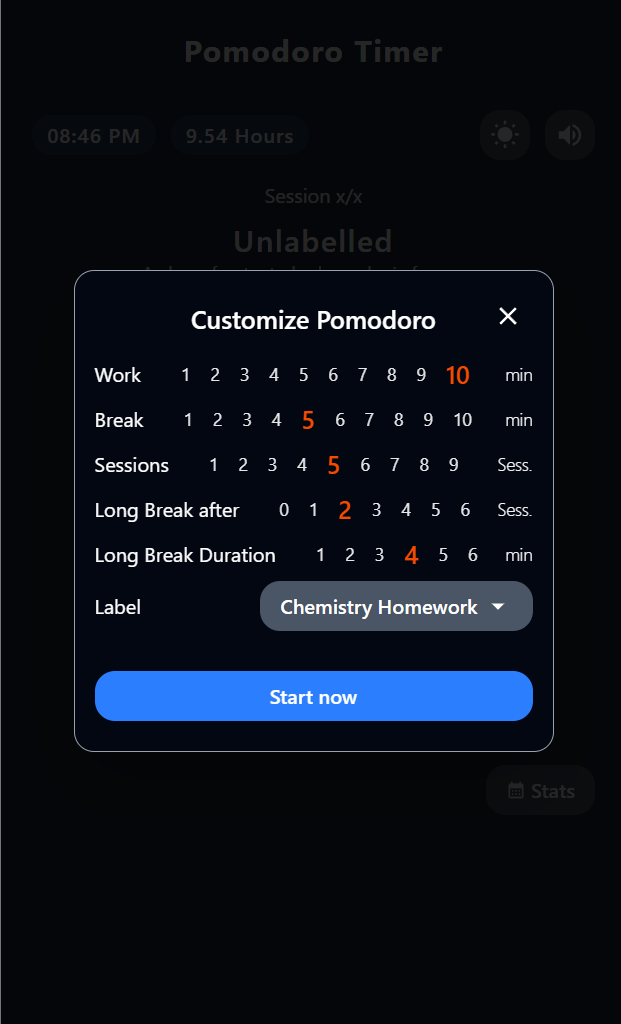 Pomodoro Timer
08:46 PM 9.54 Hours
Session x/x
Unlabelled
Customize Pomodoro
Work 1 2 3 4 5 6 7 8 9 10 min
Break 1 2 3 4 5 6 7 8 9 10 min
Sessions 1 2 3 4 5 6 7 8 9 Sess.
Long Break after 0 1 2 3 4 5 6 Sess.
Long Break Duration 1 2 3 4 5 6 min
Label Chemistry Homework
Start now
Stats